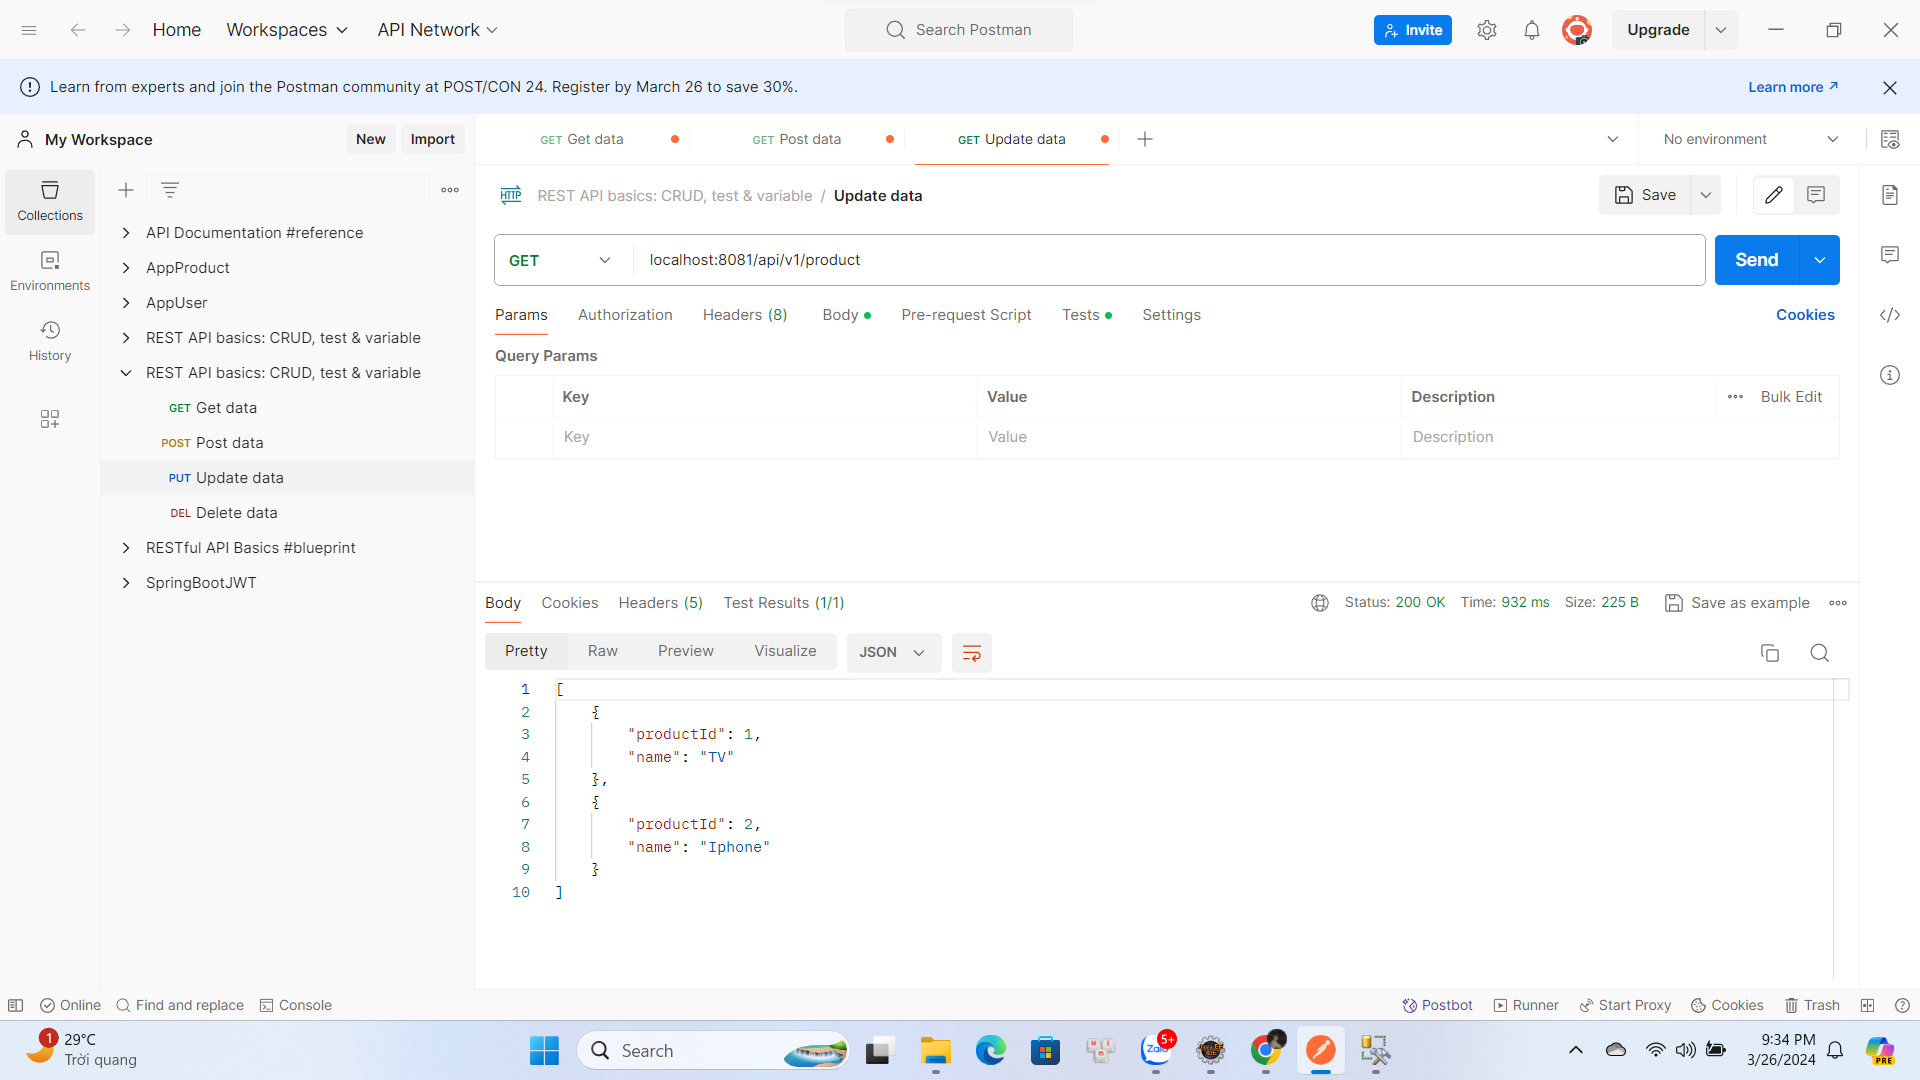 Home
Workspaces
API Network
Search Postman
Invite
Upgrade
Learn from experts and join the Postman community at POST/CON 24. Register by March 26 to save 30%.
Learn more
My Workspace
New
Import
GET Get data
GET Post data
GET Update data
No environment
Collections
Environments
History
API Documentation #reference
AppProduct
AppUser
REST API basics: CRUD, test & variable
REST API basics: CRUD, test & variable
GET Get data
POST Post data
PUT Update data
DEL Delete data
RESTful API Basics #blueprint
SpringBootJWT
HTTP REST API basics: CRUD, test & variable / Update data
Save
GET
localhost:8081/api/v1/product
Send
Params
Authorization
Headers (8)
Body
Pre-request Script
Tests
Settings
Cookies
Query Params
Key
Value
Description
Bulk Edit
Key
Value
Description
Body
Cookies
Headers (5)
Test Results (1/1)
Status: 200 OK
Time: 932 ms
Size: 225 B
Save as example
Pretty
Raw
Preview
Visualize
JSON
1 [
2 {
3 "productId": 1,
4 "name": "TV"
5 },
6 {
7 "productId": 2,
8 "name": "Iphone"
9 }
10 ]
Online
Find and replace
Console
Postbot
Runner
Start Proxy
Cookies
Trash
1
29°C
Trời quang
Search
Zalo
5+
9:34 PM
3/26/2024
PRE